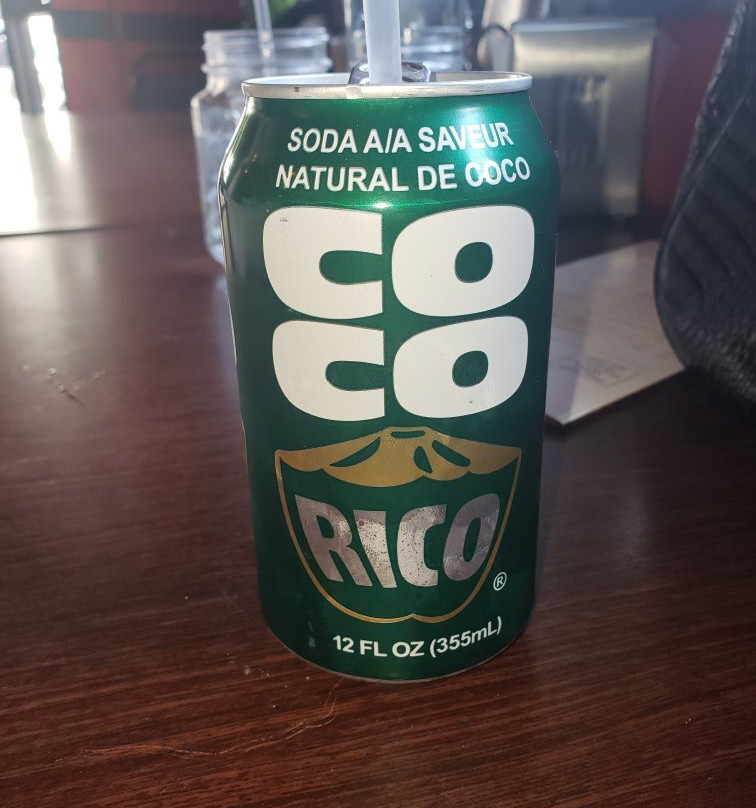 SODA A/A SAVEUR
NATURAL DE COCO
CO
CO
RICO
®
12 FL OZ (355mL)